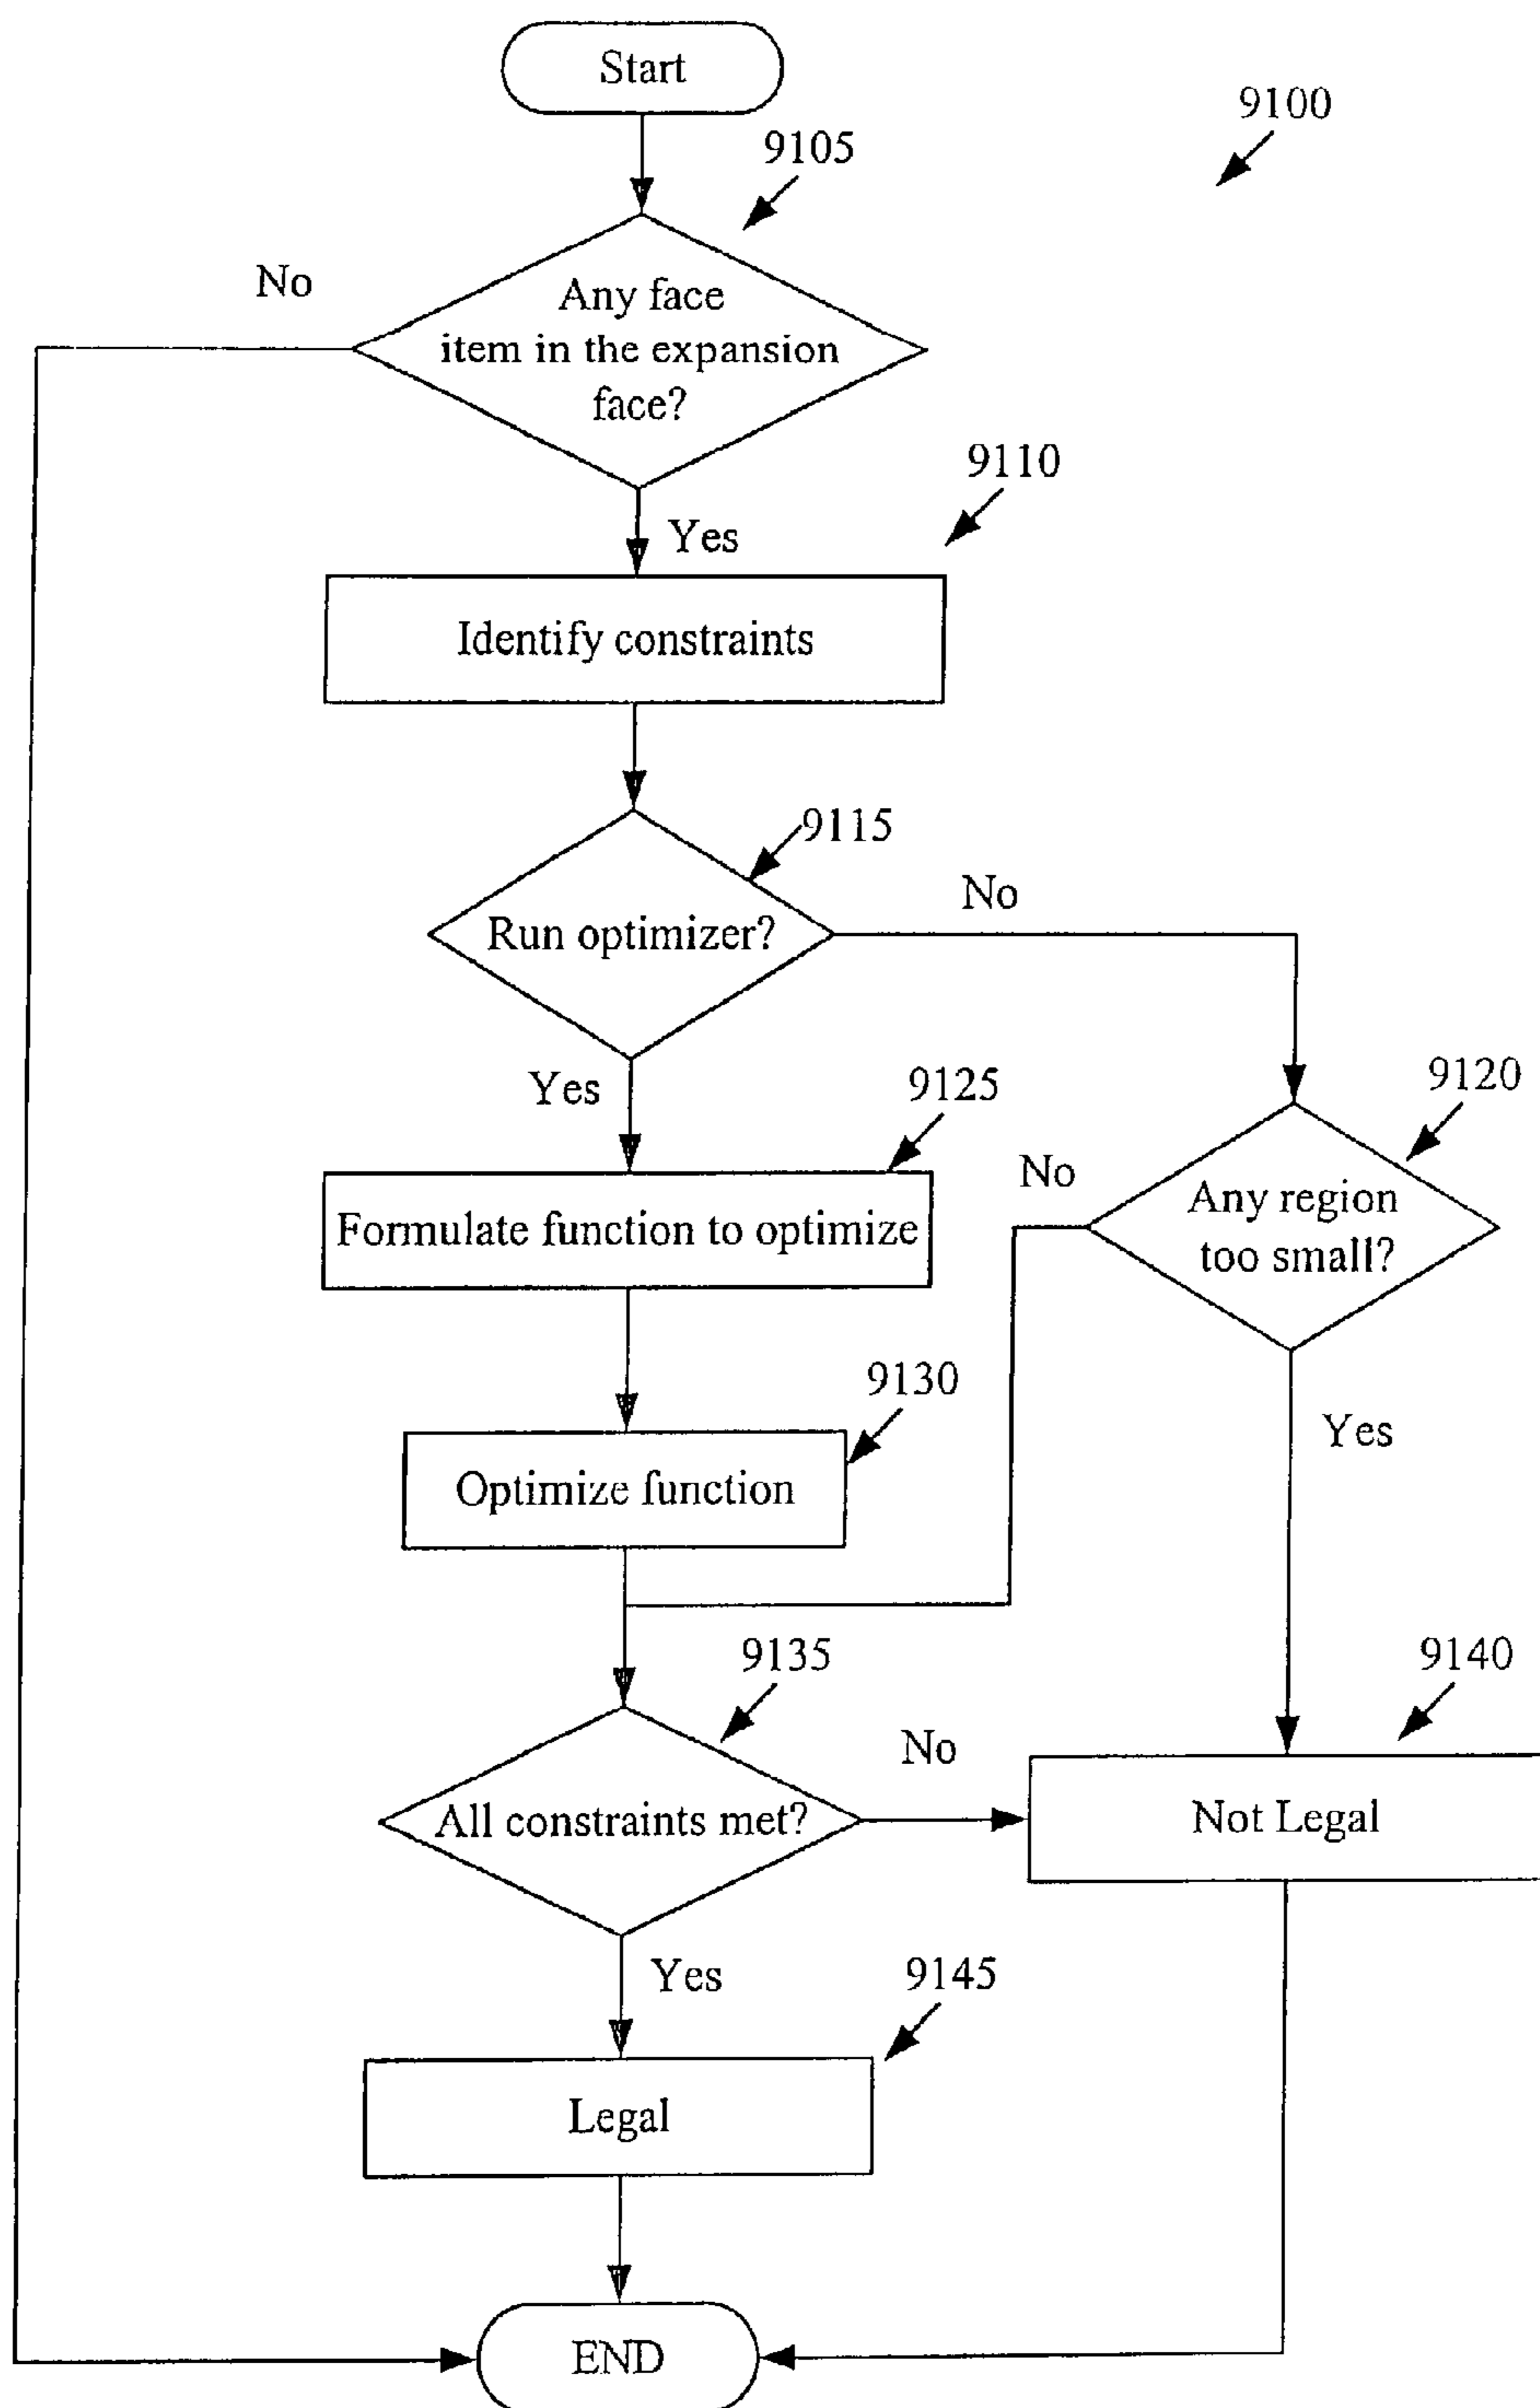 Start
9100
9105
No
Any face
item in the expansion
face?
9110
Yes
Identify constraints
9115
No
Run optimizer?
Yes
9125
9120
No
Any region
too small?
Formulate function to optimize
9130
Yes
Optimize function
9135
9140
No
All constraints met?
Not Legal
Yes
9145
Legal
END